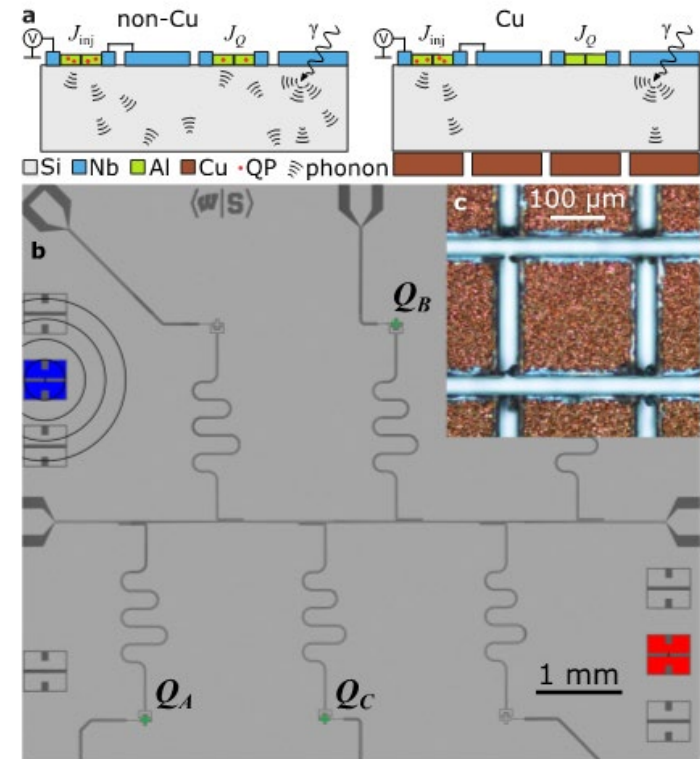 a
non-Cu
Cu
V
J_inj
J_Q
γ
V
J_inj
J_Q
γ
Si Nb Al Cu QP phonon
⟨w|S⟩
c
100 μm
b
Q_B
Q_A
Q_C
1 mm